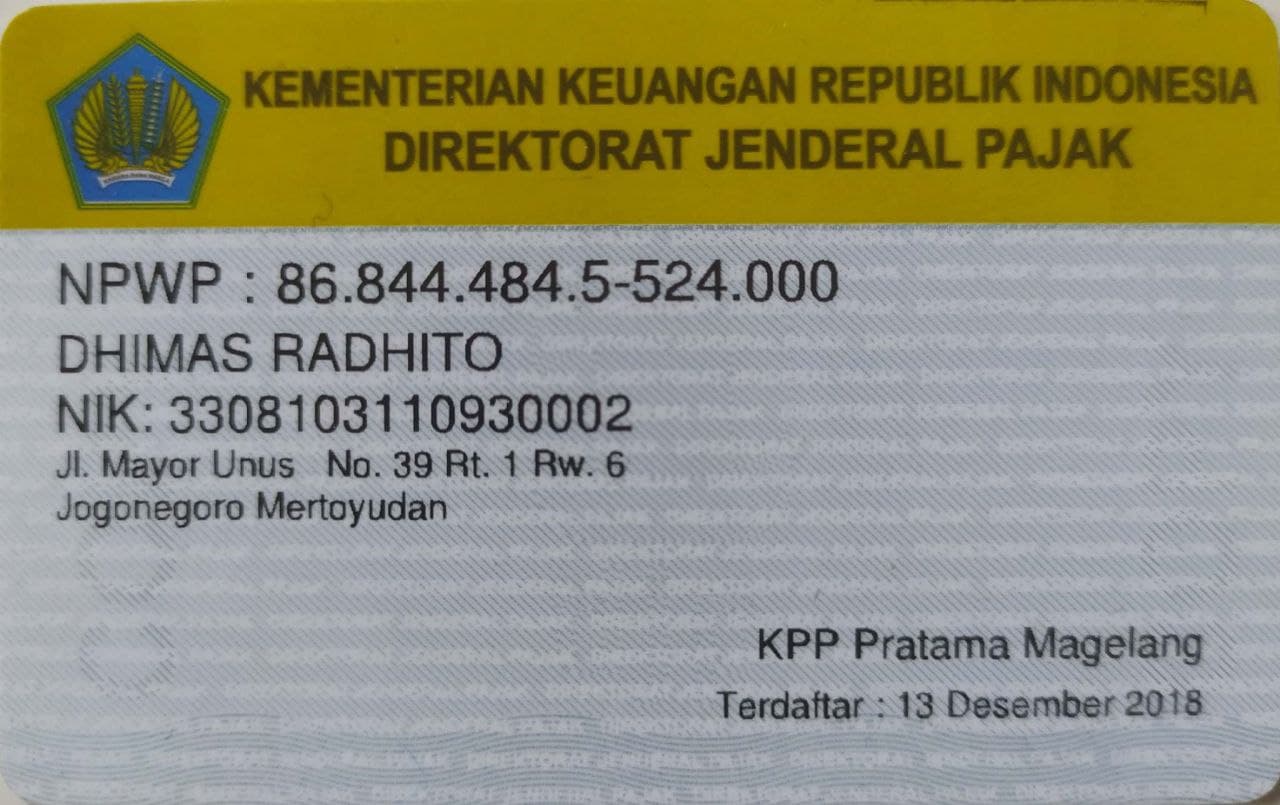 KEMENTERIAN KEUANGAN REPUBLIK INDONESIA
DIREKTORAT JENDERAL PAJAK
NPWP : 86.844.484.5-524.000
DHIMAS RADHITO
NIK: 3308103110930002
Jl. Mayor Unus No. 39 Rt. 1 Rw. 6
Jogonegoro Mertoyudan
KPP Pratama Magelang
Terdaftar : 13 Desember 2018